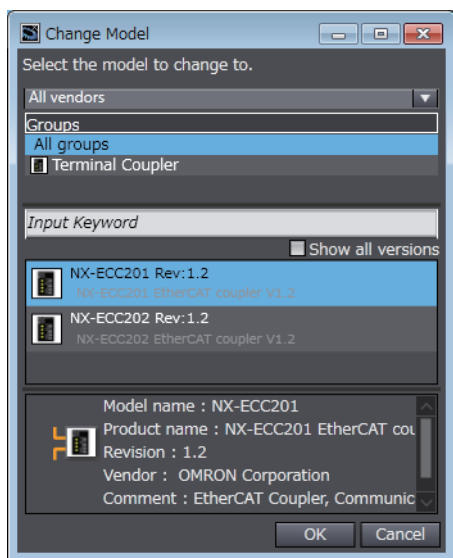 Change Model
Select the model to change to.
All vendors
Groups
All groups
Terminal Coupler
Input Keyword
Show all versions
NX-ECC201 Rev:1.2
NX-ECC201 EtherCAT coupler V1.2
NX-ECC202 Rev:1.2
NX-ECC202 EtherCAT coupler V1.2
Model name : NX-ECC201
Product name : NX-ECC201 EtherCAT cou
Revision : 1.2
Vendor : OMRON Corporation
Comment : EtherCAT Coupler, Communic
OK Cancel